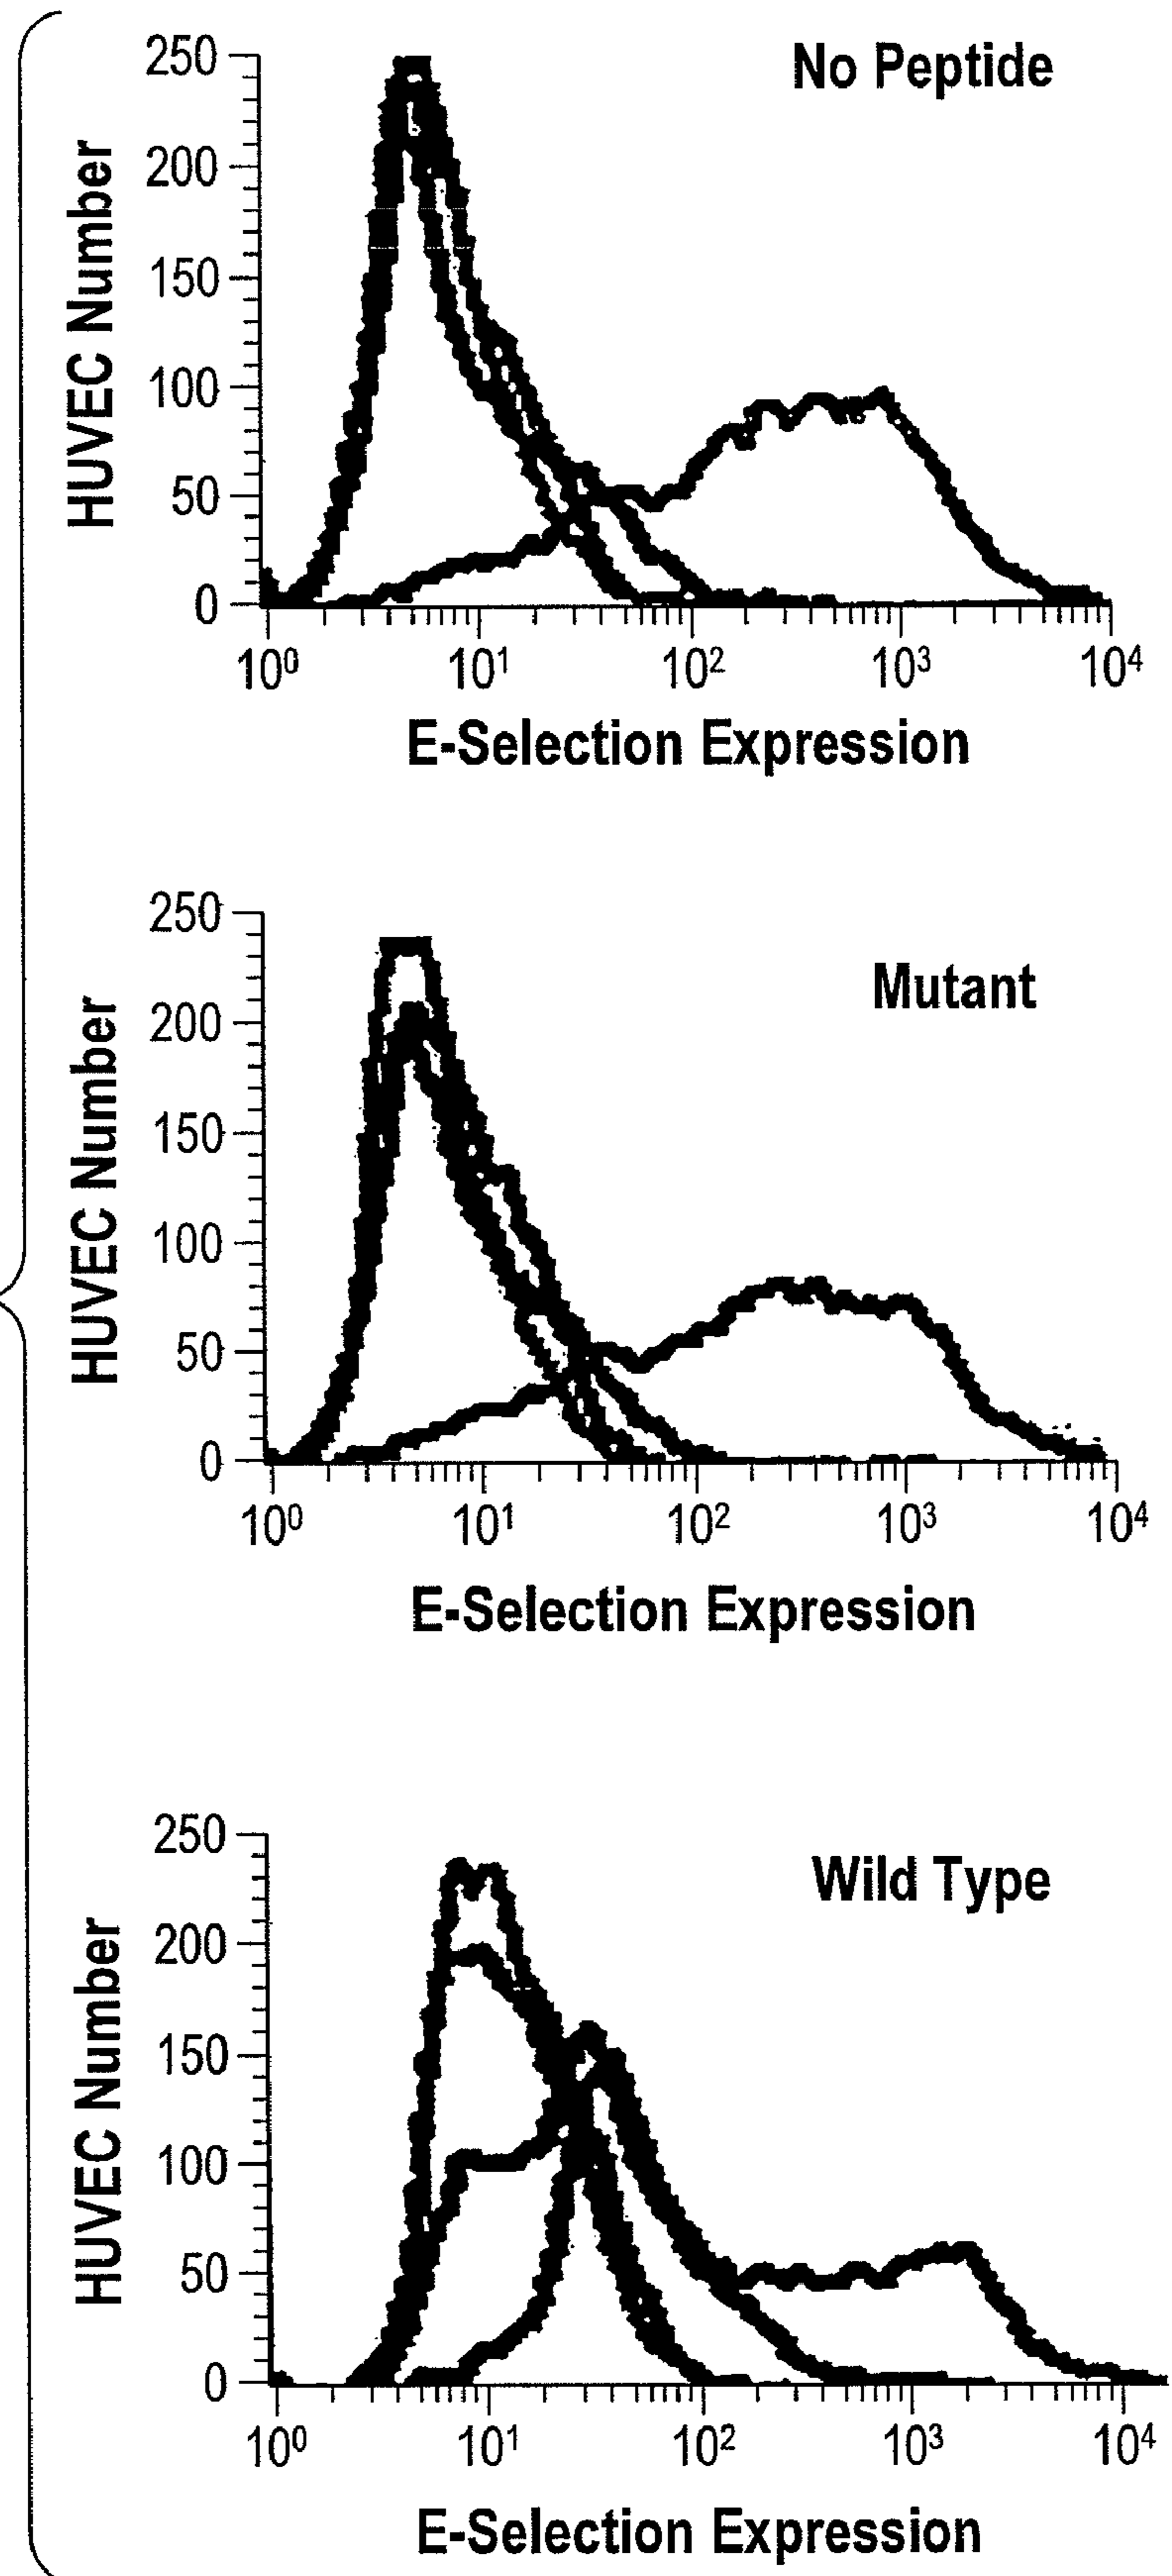 No Peptide
HUVEC Number
250
200
150
100
50
0
10⁰ 10¹ 10² 10³ 10⁴
E-Selection Expression
Mutant
HUVEC Number
250
200
150
100
50
0
10⁰ 10¹ 10² 10³ 10⁴
E-Selection Expression
Wild Type
HUVEC Number
250
200
150
100
50
0
10⁰ 10¹ 10² 10³ 10⁴
E-Selection Expression